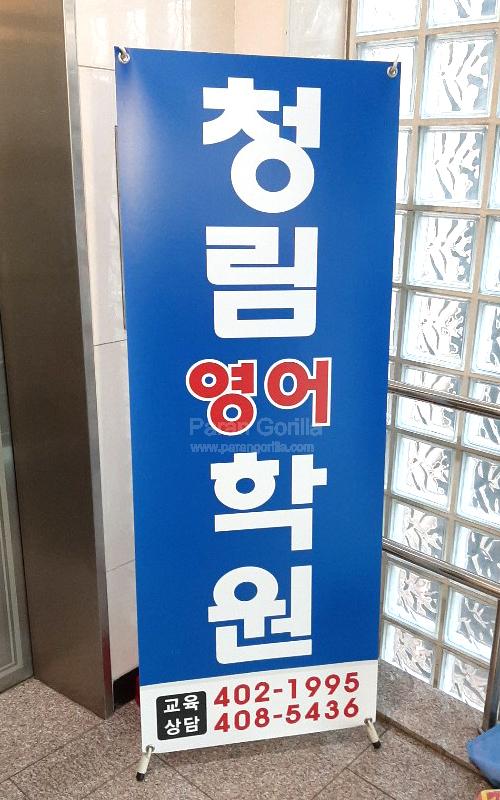 청
림
영어
학
원
Paran Gorilla
www.parangorilla.com
교육 402-1995
상담 408-5436